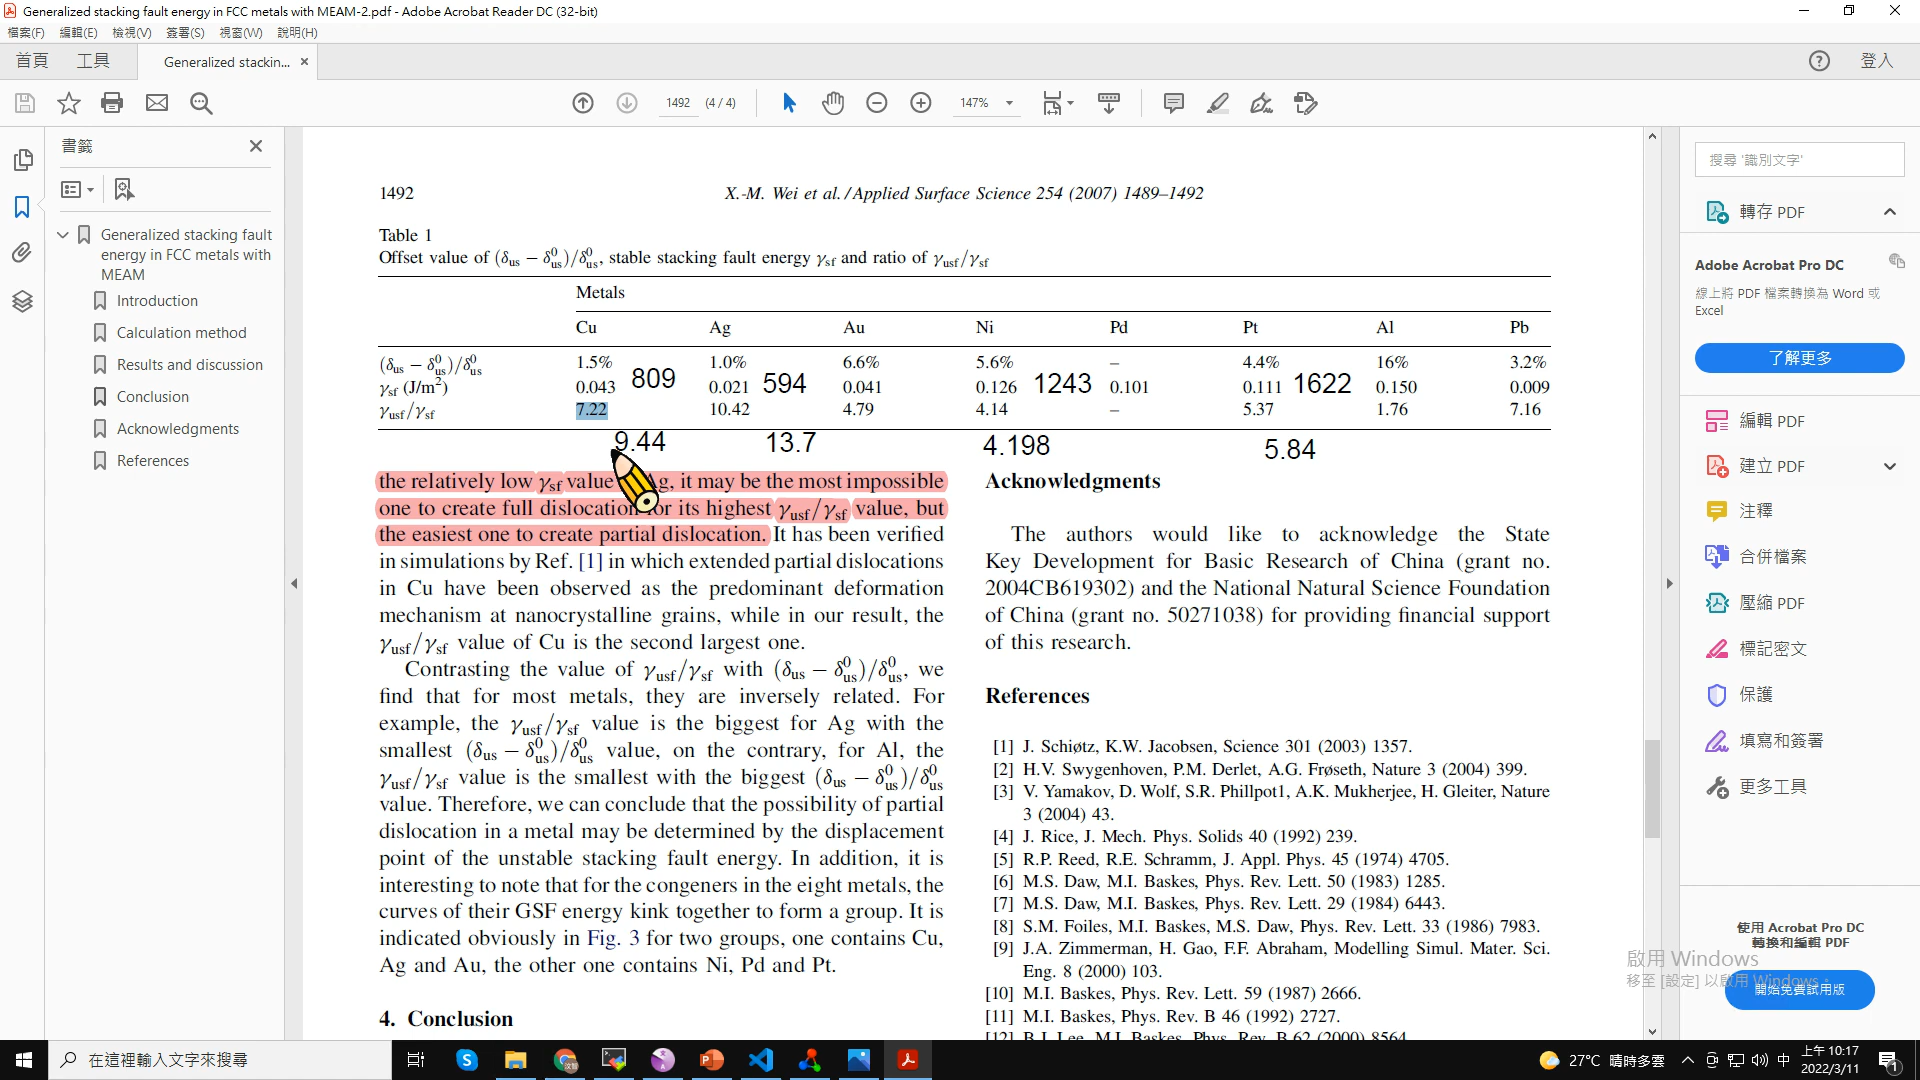 Generalized stacking fault energy in FCC metals with MEAM-2.pdf - Adobe Acrobat Reader DC (32-bit)
檔案(F) 編輯(E) 檢視(V) 簽署(S) 視窗(W) 說明(H)
首頁 工具 Generalized stackin... × 登入
1492 (4 / 4) 147%
書籤
Generalized stacking fault
energy in FCC metals with
MEAM
Introduction
Calculation method
Results and discussion
Conclusion
Acknowledgments
References
1492 X.-M. Wei et al. / Applied Surface Science 254 (2007) 1489–1492
Table 1
Offset value of (δus − δ⁰us)/δ⁰us, stable stacking fault energy γsf and ratio of γusf/γsf
Metals
Cu Ag Au Ni Pd Pt Al Pb
(δus − δ⁰us)/δ⁰us 1.5% 1.0% 6.6% 5.6% – 4.4% 16% 3.2%
γsf (J/m²) 0.043 809 0.021 594 0.041 0.126 1243 0.101 0.111 1622 0.150 0.009
γusf/γsf 7.22 10.42 4.79 4.14 – 5.37 1.76 7.16
9.44 13.7 4.198 5.84
the relatively low γsf value g, it may be the most impossible
one to create full dislocation for its highest γusf/γsf value, but
the easiest one to create partial dislocation. It has been verified
in simulations by Ref. [1] in which extended partial dislocations
in Cu have been observed as the predominant deformation
mechanism at nanocrystalline grains, while in our result, the
γusf/γsf value of Cu is the second largest one.
Contrasting the value of γusf/γsf with (δus − δ⁰us)/δ⁰us, we
find that for most metals, they are inversely related. For
example, the γusf/γsf value is the biggest for Ag with the
smallest (δus − δ⁰us)/δ⁰us value, on the contrary, for Al, the
γusf/γsf value is the smallest with the biggest (δus − δ⁰us)/δ⁰us
value. Therefore, we can conclude that the possibility of partial
dislocation in a metal may be determined by the displacement
point of the unstable stacking fault energy. In addition, it is
interesting to note that for the congeners in the eight metals, the
curves of their GSF energy kink together to form a group. It is
indicated obviously in Fig. 3 for two groups, one contains Cu,
Ag and Au, the other one contains Ni, Pd and Pt.
4. Conclusion
Acknowledgments
The authors would like to acknowledge the State
Key Development for Basic Research of China (grant no.
2004CB619302) and the National Natural Science Foundation
of China (grant no. 50271038) for providing financial support
of this research.
References
[1] J. Schiøtz, K.W. Jacobsen, Science 301 (2003) 1357.
[2] H.V. Swygenhoven, P.M. Derlet, A.G. Frøseth, Nature 3 (2004) 399.
[3] V. Yamakov, D. Wolf, S.R. Phillpot1, A.K. Mukherjee, H. Gleiter, Nature
3 (2004) 43.
[4] J. Rice, J. Mech. Phys. Solids 40 (1992) 239.
[5] R.P. Reed, R.E. Schramm, J. Appl. Phys. 45 (1974) 4705.
[6] M.S. Daw, M.I. Baskes, Phys. Rev. Lett. 50 (1983) 1285.
[7] M.S. Daw, M.I. Baskes, Phys. Rev. Lett. 29 (1984) 6443.
[8] S.M. Foiles, M.I. Baskes, M.S. Daw, Phys. Rev. Lett. 33 (1986) 7983.
[9] J.A. Zimmerman, H. Gao, F.F. Abraham, Modelling Simul. Mater. Sci.
Eng. 8 (2000) 103.
[10] M.I. Baskes, Phys. Rev. Lett. 59 (1987) 2666.
[11] M.I. Baskes, Phys. Rev. B 46 (1992) 2727.
[12] B.J. Lee, M.I. Baskes, Phys. Rev. B 62 (2000) 8564.
搜尋 '識別文字'
轉存 PDF
Adobe Acrobat Pro DC
線上將 PDF 檔案轉換為 Word 或
Excel
了解更多
編輯 PDF
建立 PDF
注釋
合併檔案
壓縮 PDF
標記密文
保護
填寫和簽署
更多工具
使用 Acrobat Pro DC
轉換和編輯 PDF
啟用 Windows
移至 [設定] 以啟用 Windows。
開始免費試用版
在這裡輸入文字來搜尋
27°C 晴時多雲 中 上午 10:17
2022/3/11
1